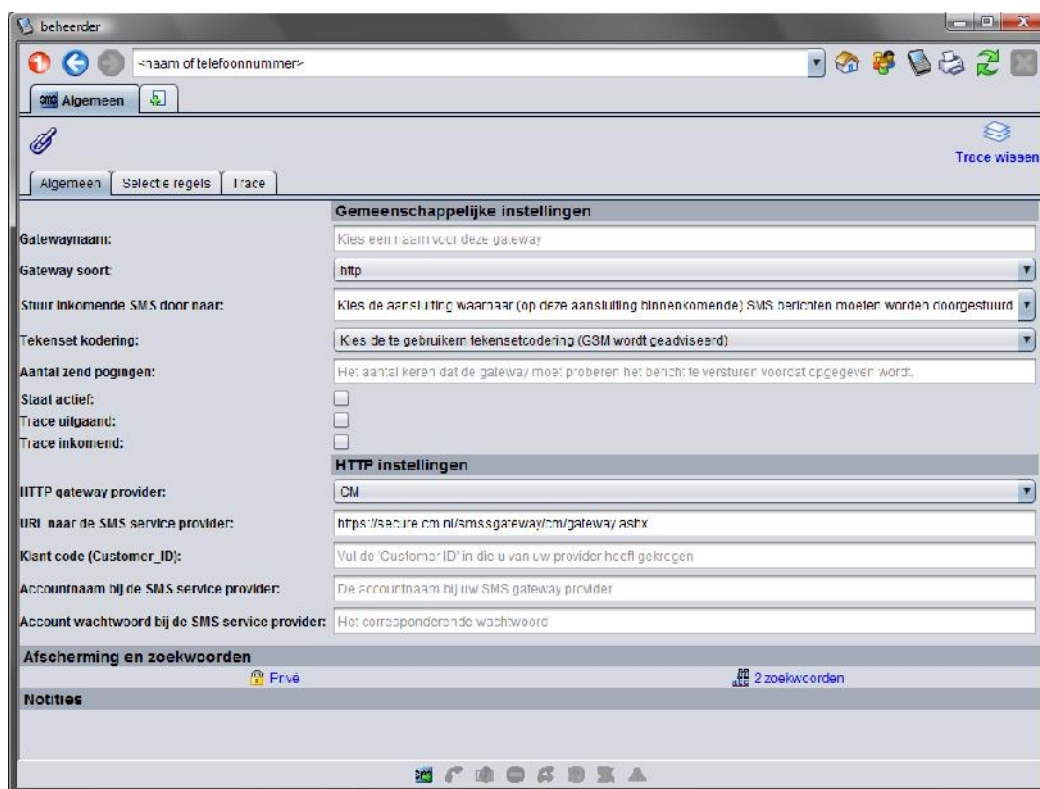 beheerder
<naam of telefoonnummer>
Algemeen
Trace wissen
Algemeen Selectie regels Trace
Gemeenschappelijke instellingen
Gatewaynaam: Kies een naam voor deze gateway
Gateway soort: http
Stuur inkomende SMS door naar: Kies de aansluiting waarnaar (op deze aansluiting binnenkomende) SMS berichten moeten worden doorgestuurd
Tekenset kodering: Kies de te gebruikern tekensetcodering (GSM wordt geadviseerd)
Aantal zend pogingen: Het aantal keren dat de gateway moet proberen het bericht te versturen voordat opgegeven wordt.
Staat actief:
Trace uitgaand:
Trace inkomend:
HTTP instellingen
HTTP gateway provider: CM
URL naar de SMS service provider: https://secure.cm.nl/smssgateway/cm/gateway.ashx
Klant code (Customer_ID): Vul de 'Customer ID' in die u van uw provider heeft gekregen
Accountnaam bij de SMS service provider: De accountnaam bij uw SMS gateway provider
Account wachtwoord bij de SMS service provider: Het corresponderende wachtwoord
Afscherming en zoekwoorden
Privé 2 zoekwoorden
Notities